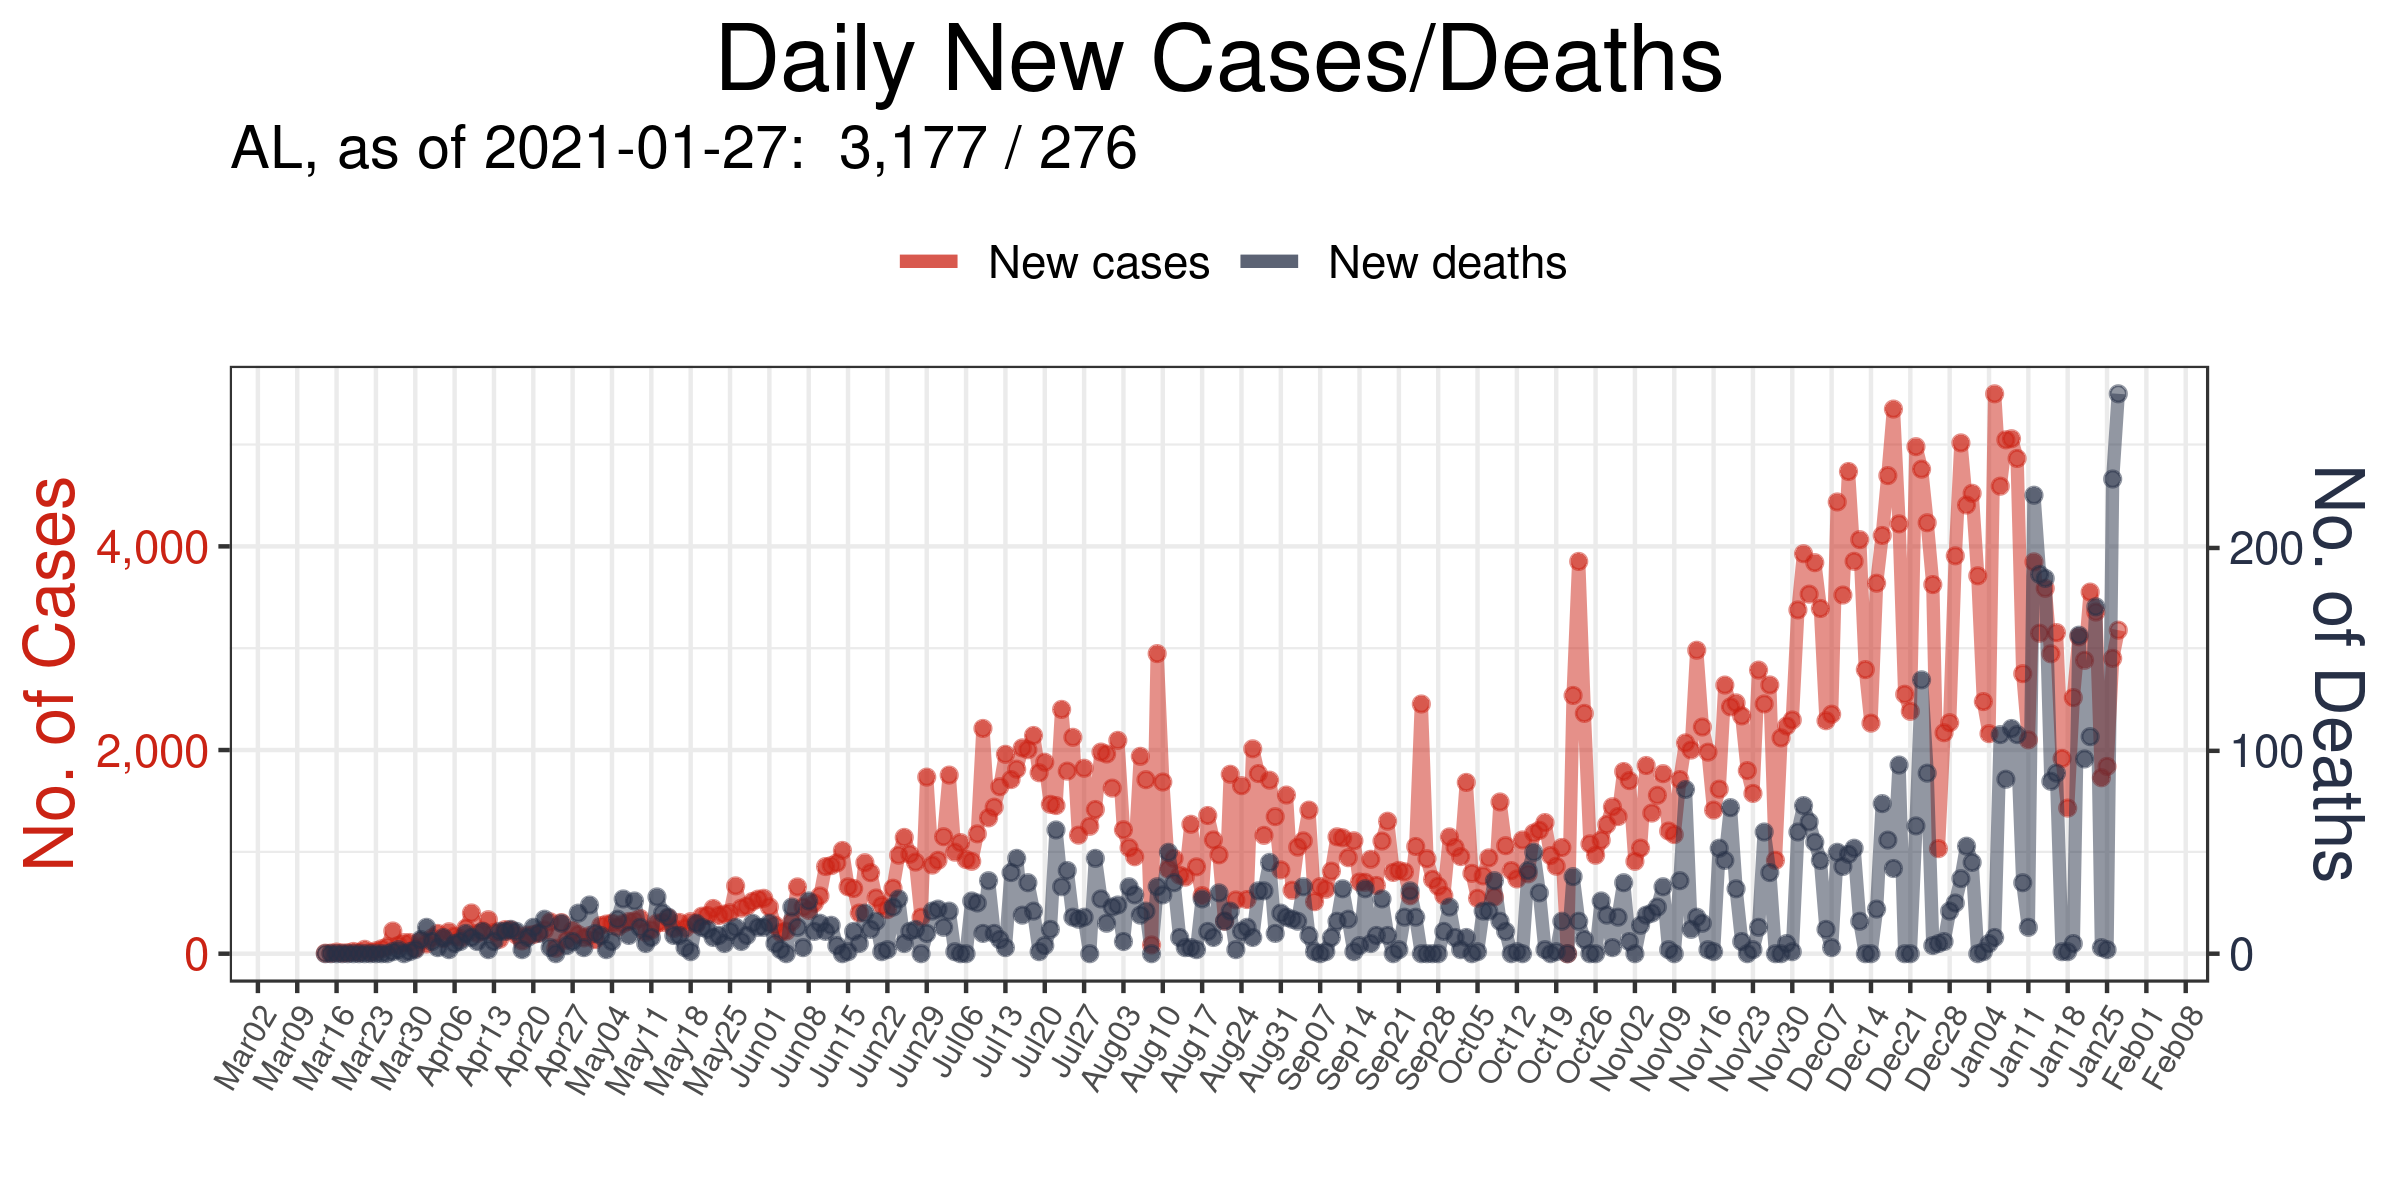 Daily New Cases/Deaths
AL, as of 2021-01-27:  3,177 / 276
New cases
New deaths
No. of Cases
4,000
2,000
0
200
100
0
No. of Deaths
Mar02
Mar09
Mar16
Mar23
Mar30
Apr06
Apr13
Apr20
Apr27
May04
May11
May18
May25
Jun01
Jun08
Jun15
Jun22
Jun29
Jul06
Jul13
Jul20
Jul27
Aug03
Aug10
Aug17
Aug24
Aug31
Sep07
Sep14
Sep21
Sep28
Oct05
Oct12
Oct19
Oct26
Nov02
Nov09
Nov16
Nov23
Nov30
Dec07
Dec14
Dec21
Dec28
Jan04
Jan11
Jan18
Jan25
Feb01
Feb08